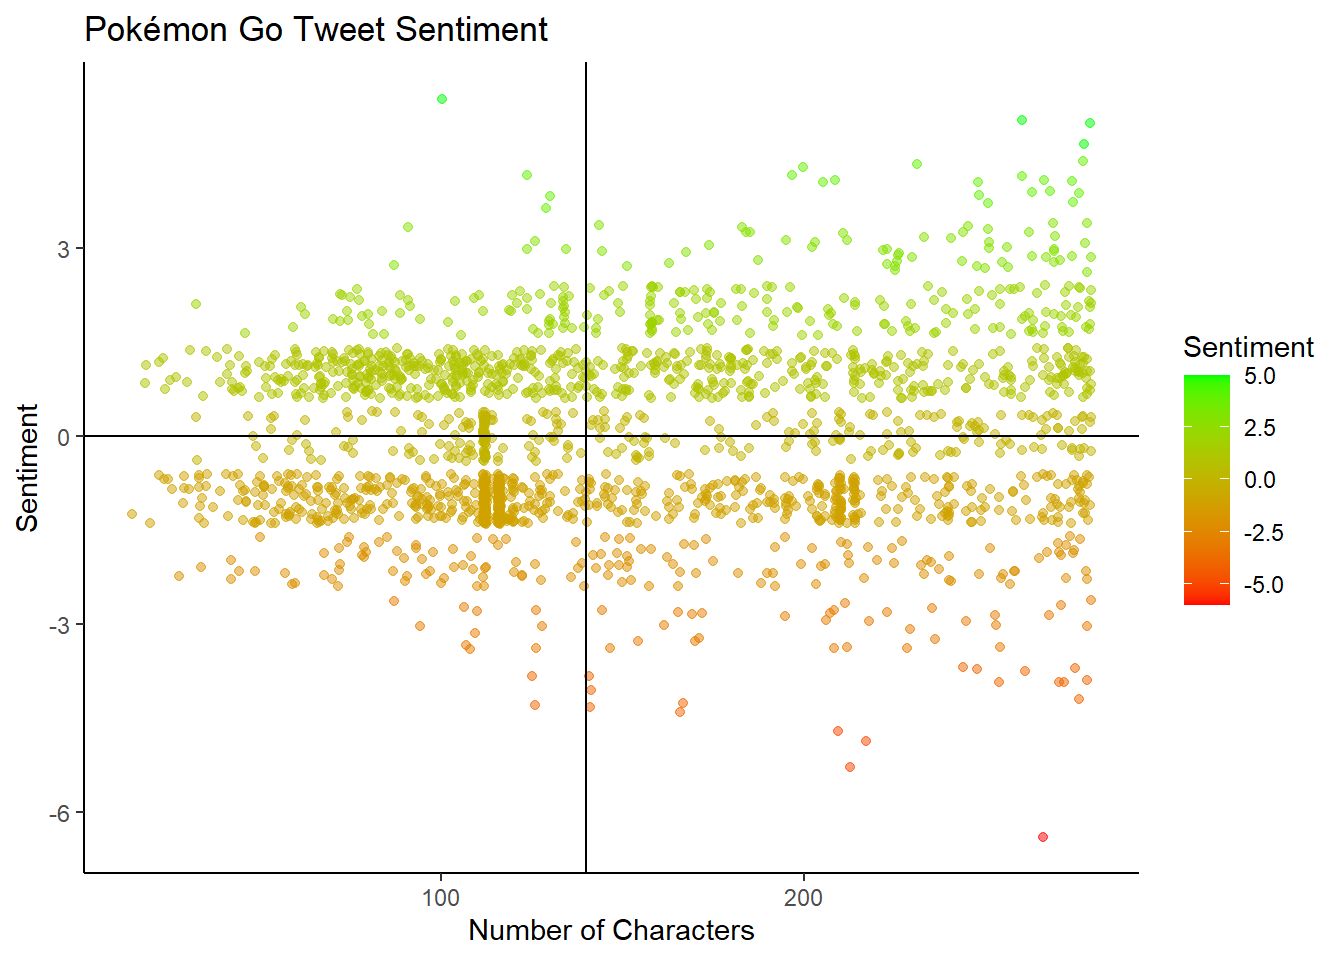 Pokémon Go Tweet Sentiment
Sentiment
3
0
-3
-6
100
200
Number of Characters
Sentiment
5.0
2.5
0.0
-2.5
-5.0